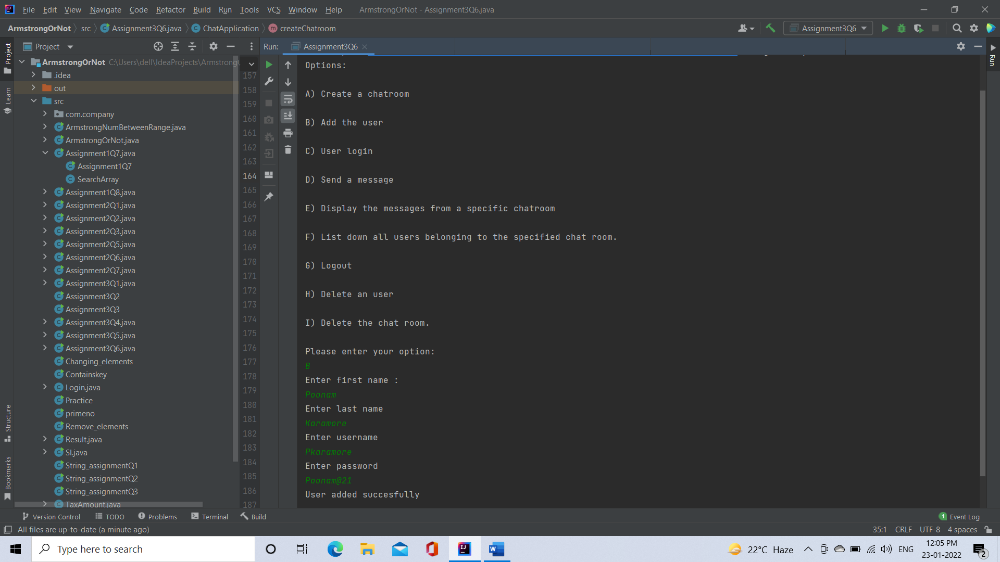 File Edit View Navigate Code Refactor Build Run Tools VCS Window Help ArmstrongOrNot - Assignment3Q6.java
ArmstrongOrNot src Assignment3Q6.java ChatApplication createChatroom Assignment3Q6
Project
Run: Assignment3Q6
ArmstrongOrNot C:\Users\dell\IdeaProjects\Armstrong
.idea
out
src
com.company
ArmstrongNumBetweenRange.java
ArmstrongOrNot.java
Assignment1Q7.java
Assignment1Q7
SearchArray
Assignment1Q8.java
Assignment2Q1.java
Assignment2Q2.java
Assignment2Q3.java
Assignment2Q5.java
Assignment2Q6.java
Assignment2Q7.java
Assignment3Q1.java
Assignment3Q2
Assignment3Q3
Assignment3Q4.java
Assignment3Q5.java
Assignment3Q6.java
Changing_elements
Containskey
Login.java
Practice
primeno
Remove_elements
Result.java
SI.java
String_assignmentQ1
String_assignmentQ2
String_assignmentQ3
TaxAmount.java
Project
Learn
Structure
Bookmarks
157
158
159
160
161
162
163
164
165
166
167
168
169
170
171
172
173
174
175
176
177
178
179
180
181
182
183
184
185
186
187
Options:
A) Create a chatroom
B) Add the user
C) User login
D) Send a message
E) Display the messages from a specific chatroom
F) List down all users belonging to the specified chat room.
G) Logout
H) Delete an user
I) Delete the chat room.
Please enter your option:
B
Enter first name :
Poonam
Enter last name
Karamore
Enter username
Pkaramore
Enter password
Poonam@21
User added succesfully
Run
Version Control TODO Problems Terminal Build 1 Event Log
All files are up-to-date (a minute ago) 35:1 CRLF UTF-8 4 spaces
Type here to search 22°C Haze ENG 12:05 PM
23-01-2022 2